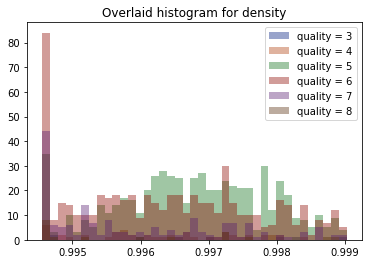 Overlaid histogram for density
80
70
60
50
40
30
20
10
0
quality = 3
quality = 4
quality = 5
quality = 6
quality = 7
quality = 8
0.995 0.996 0.997 0.998 0.999